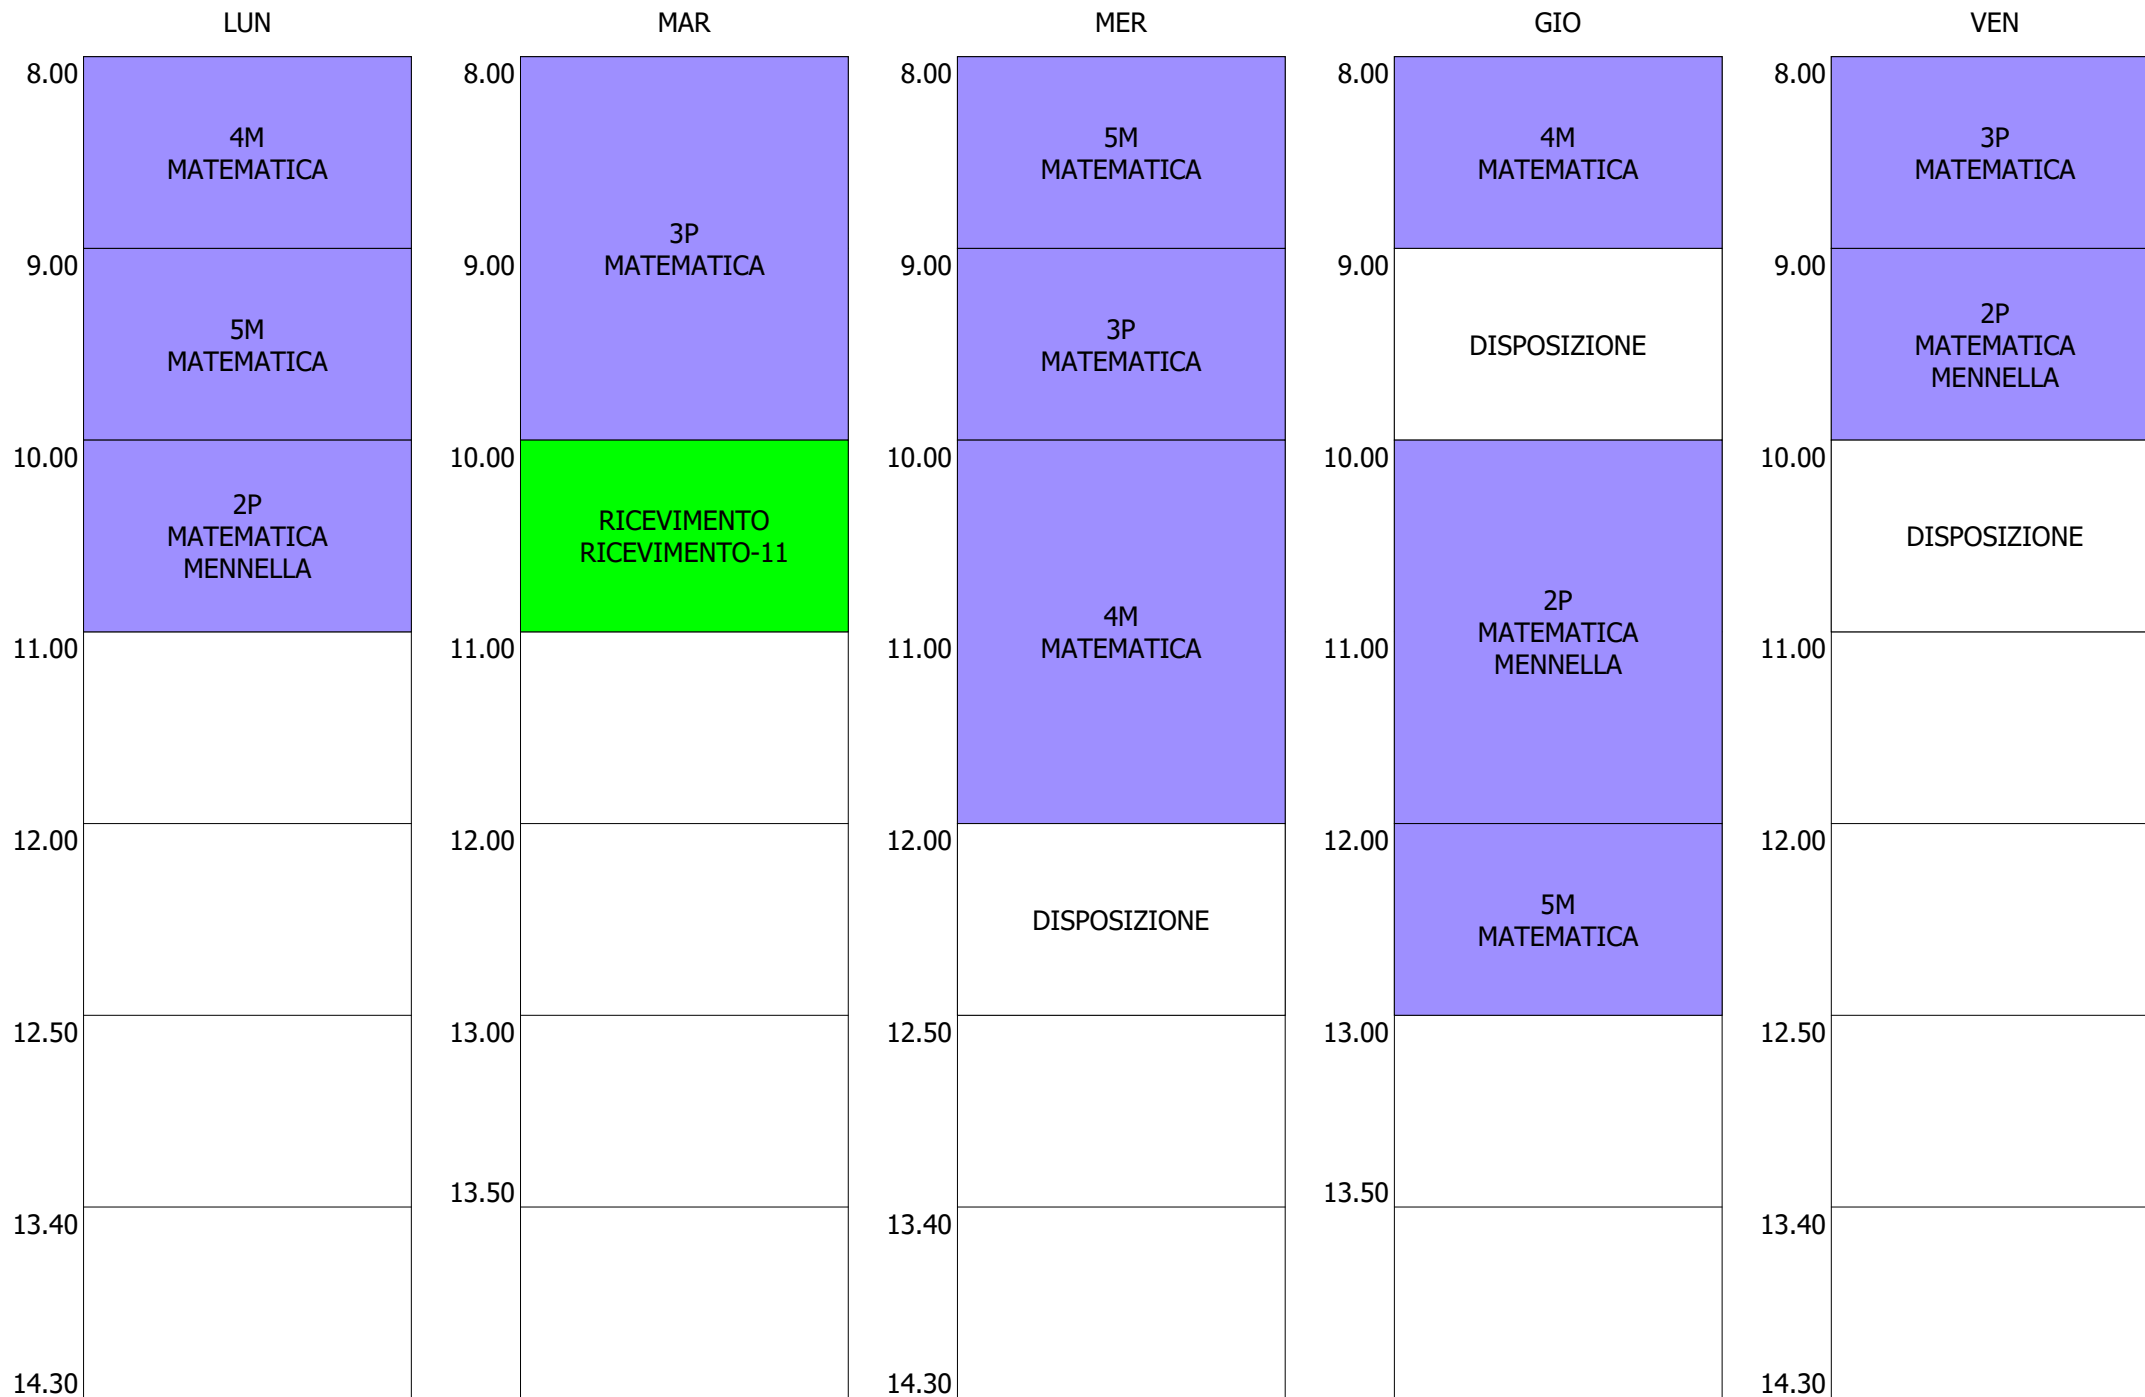 LUN
MAR
MER
GIO
VEN
8.00
4M
MATEMATICA
9.00
5M
MATEMATICA
10.00
2P
MATEMATICA
MENNELLA
11.00
12.00
12.50
13.40
14.30
8.00
3P
MATEMATICA
9.00
10.00
RICEVIMENTO
RICEVIMENTO-11
11.00
12.00
13.00
13.50
8.00
5M
MATEMATICA
9.00
3P
MATEMATICA
10.00
4M
MATEMATICA
11.00
12.00
DISPOSIZIONE
12.50
13.40
14.30
8.00
4M
MATEMATICA
9.00
DISPOSIZIONE
10.00
2P
MATEMATICA
MENNELLA
11.00
12.00
5M
MATEMATICA
13.00
13.50
8.00
3P
MATEMATICA
9.00
2P
MATEMATICA
MENNELLA
10.00
DISPOSIZIONE
11.00
12.00
12.50
13.40
14.30